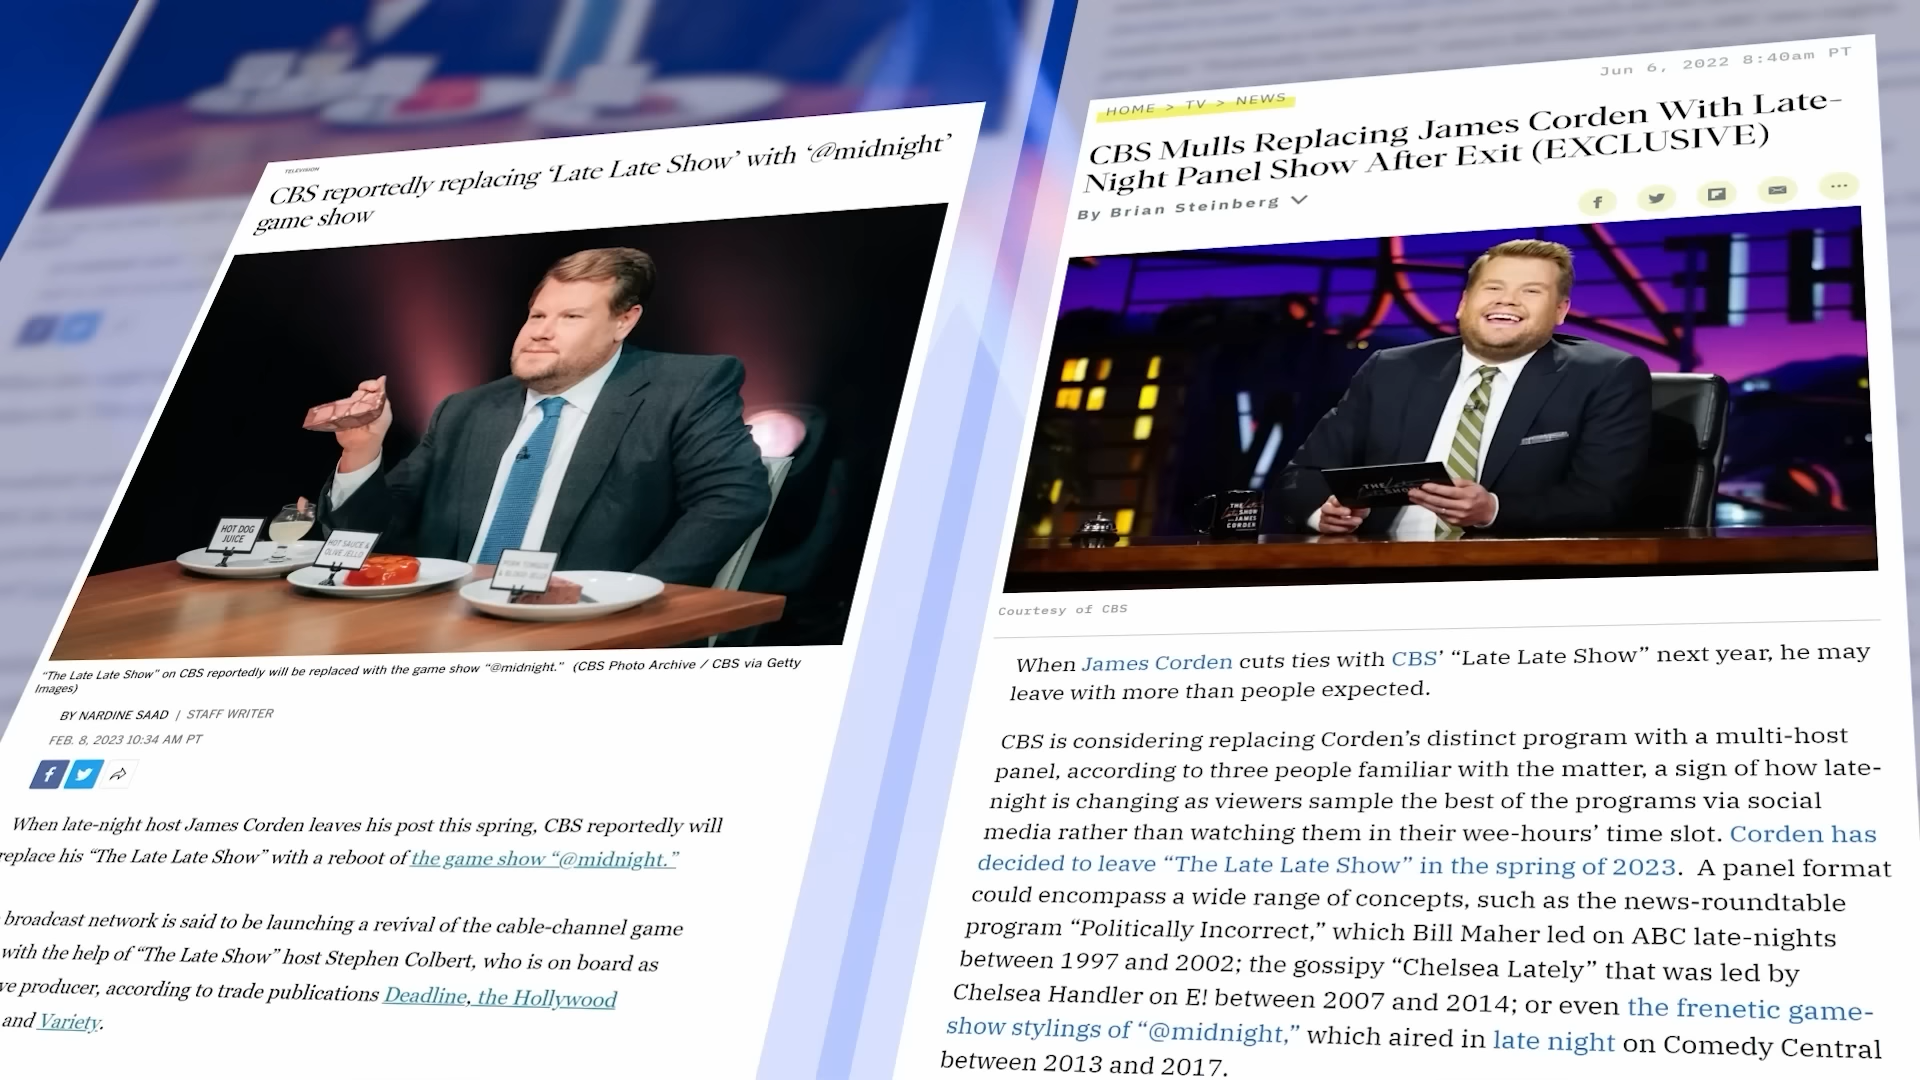 TELEVISION
CBS reportedly replacing ‘Late Late Show’ with ‘@midnight’
game show
HOT DOG
JUICE
HOT SAUCE &
OLIVE JELLO
“The Late Late Show” on CBS reportedly will be replaced with the game show “@midnight.” (CBS Photo Archive / CBS via Getty
Images)
BY NARDINE SAAD | STAFF WRITER
FEB. 8, 2023 10:34 AM PT
When late-night host James Corden leaves his post this spring, CBS reportedly will
replace his “The Late Late Show” with a reboot of the game show “@midnight.”
broadcast network is said to be launching a revival of the cable-channel game
with the help of “The Late Show” host Stephen Colbert, who is on board as
producer, according to trade publications Deadline, the Hollywood
and Variety.
Jun 6, 2022 8:40am PT
HOME > TV > NEWS
CBS Mulls Replacing James Corden With Late-
Night Panel Show After Exit (EXCLUSIVE)
By Brian Steinberg
THE
Late Late
SHOW
JAMES
CORDEN
Courtesy of CBS
When James Corden cuts ties with CBS’ “Late Late Show” next year, he may
leave with more than people expected.
CBS is considering replacing Corden’s distinct program with a multi-host
panel, according to three people familiar with the matter, a sign of how late-
night is changing as viewers sample the best of the programs via social
media rather than watching them in their wee-hours’ time slot. Corden has
decided to leave “The Late Late Show” in the spring of 2023. A panel format
could encompass a wide range of concepts, such as the news-roundtable
program “Politically Incorrect,” which Bill Maher led on ABC late-nights
between 1997 and 2002; the gossipy “Chelsea Lately” that was led by
Chelsea Handler on E! between 2007 and 2014; or even the frenetic game-
show stylings of “@midnight,” which aired in late night on Comedy Central
between 2013 and 2017.